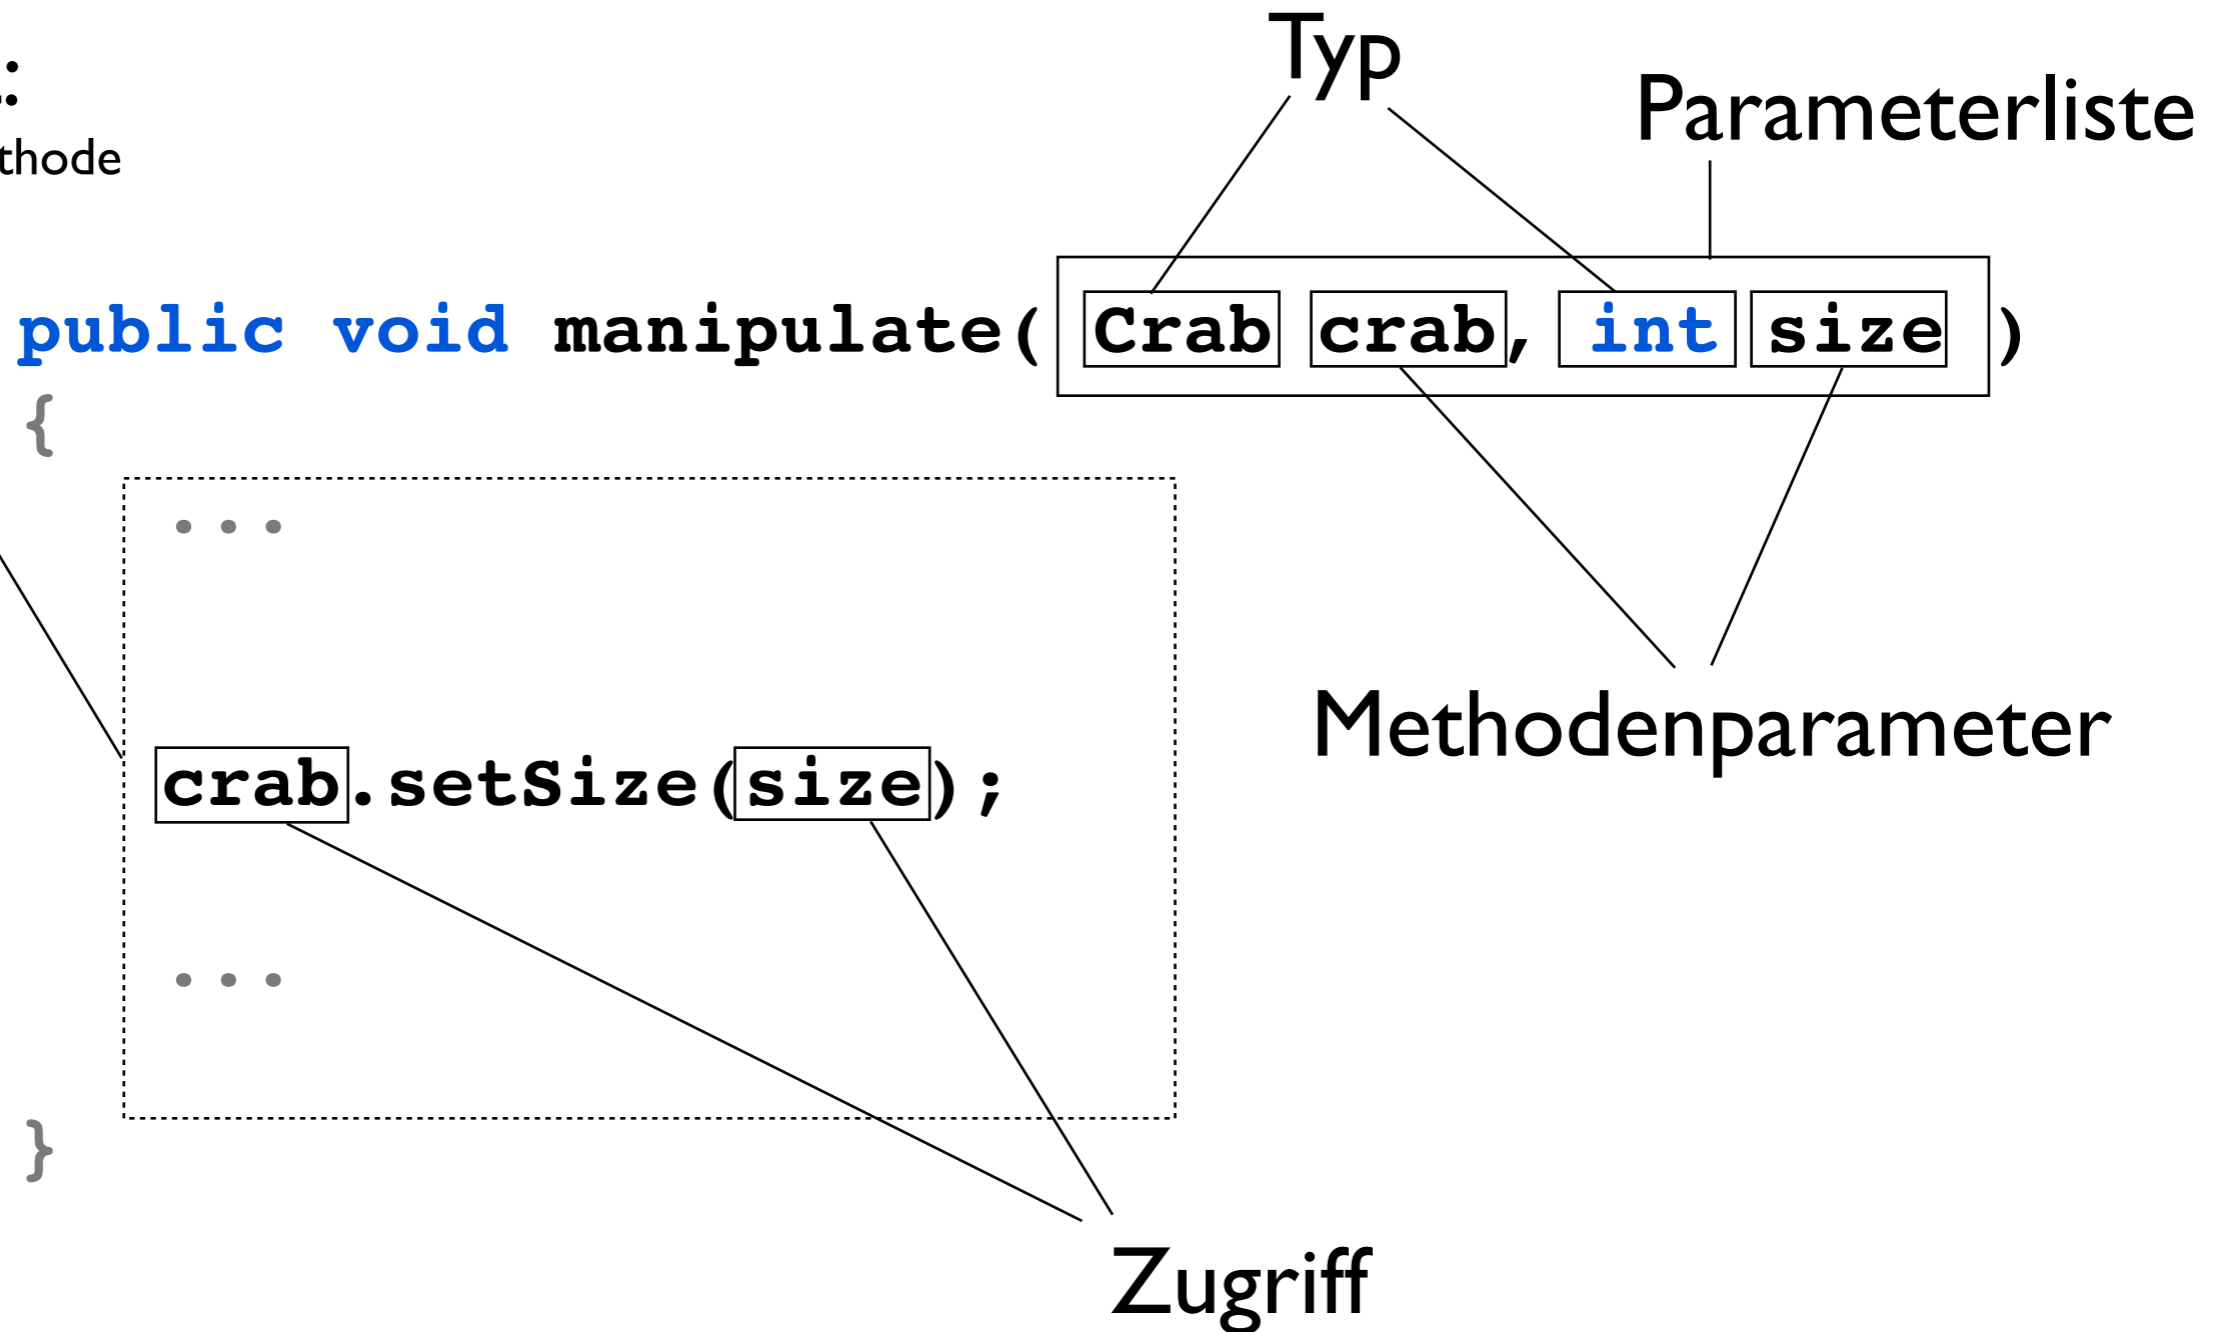 Typ
Parameterliste
thode
public void manipulate( Crab crab, int size )
{
...
crab.setSize(size);
...
}
Methodenparameter
Zugriff